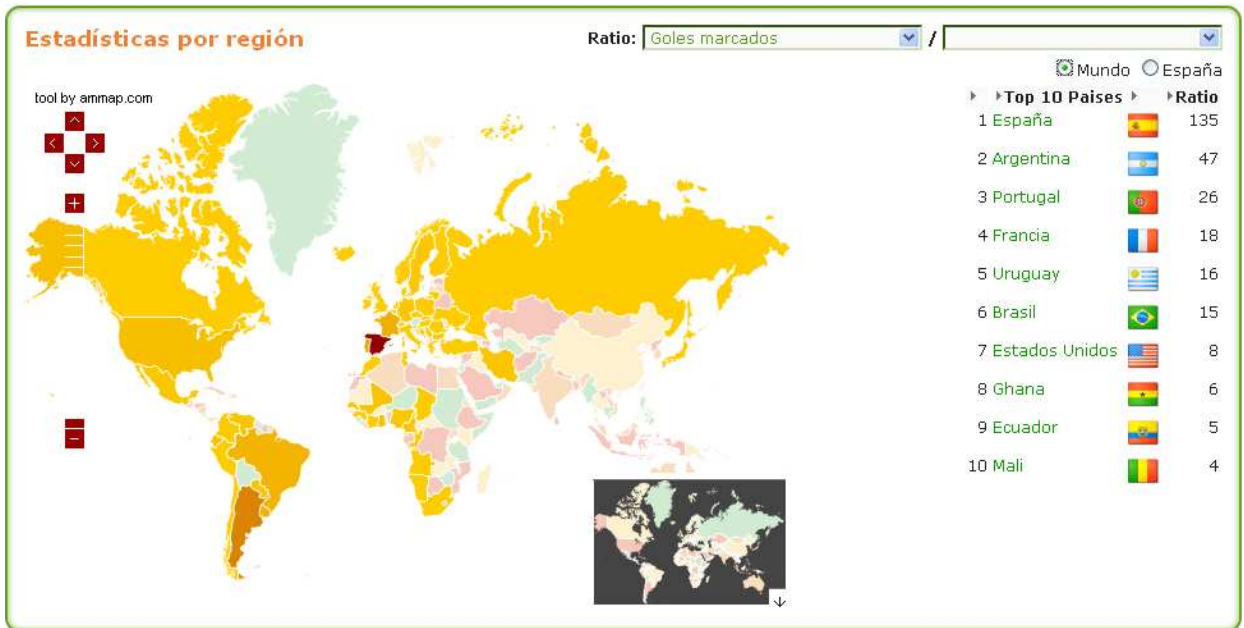 Estadísticas por región
Ratio: Goles marcados /
Mundo España
tool by ammap.com
Top 10 Paises Ratio
1 España 135
2 Argentina 47
3 Portugal 26
4 Francia 18
5 Uruguay 16
6 Brasil 15
7 Estados Unidos 8
8 Ghana 6
9 Ecuador 5
10 Mali 4